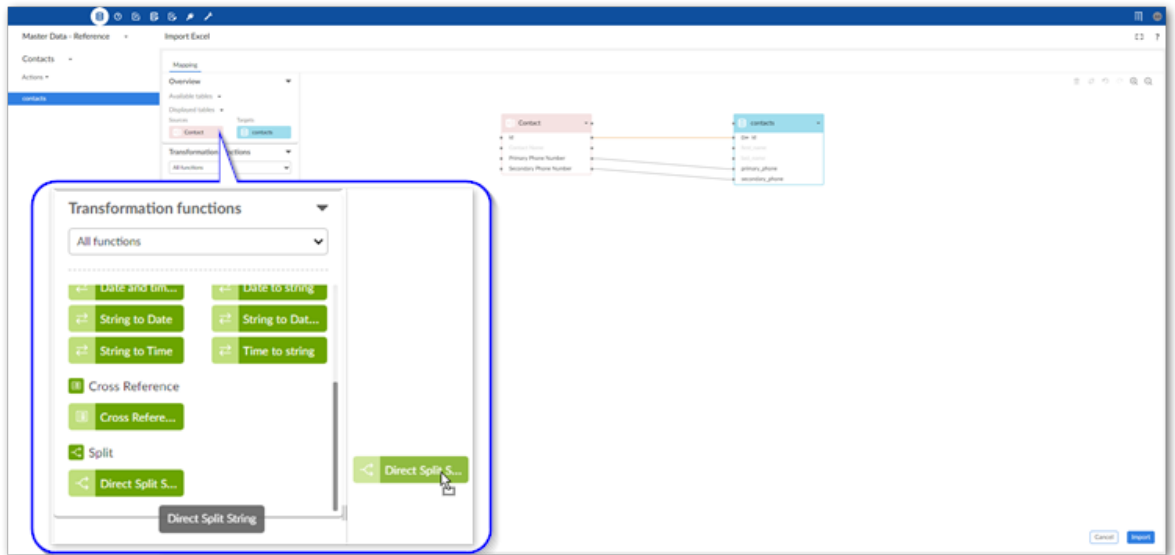 Master Data - Reference
Import Excel
?
Contacts
Actions
contacts
Mapping
Overview
Available tables
Displayed tables
Sources
Targets
Contact
contacts
Transformation
ctions
All functions
Contact
id
Contact Name
Primary Phone Number
Secondary Phone Number
contacts
id
first_name
last_name
primary_phone
secondary_phone
Transformation functions
All functions
Date and tim...
Date to string
String to Date
String to Dat...
String to Time
Time to string
Cross Reference
Cross Refere...
Split
Direct Split S...
Direct Split S...
Direct Split String
Cancel
Import